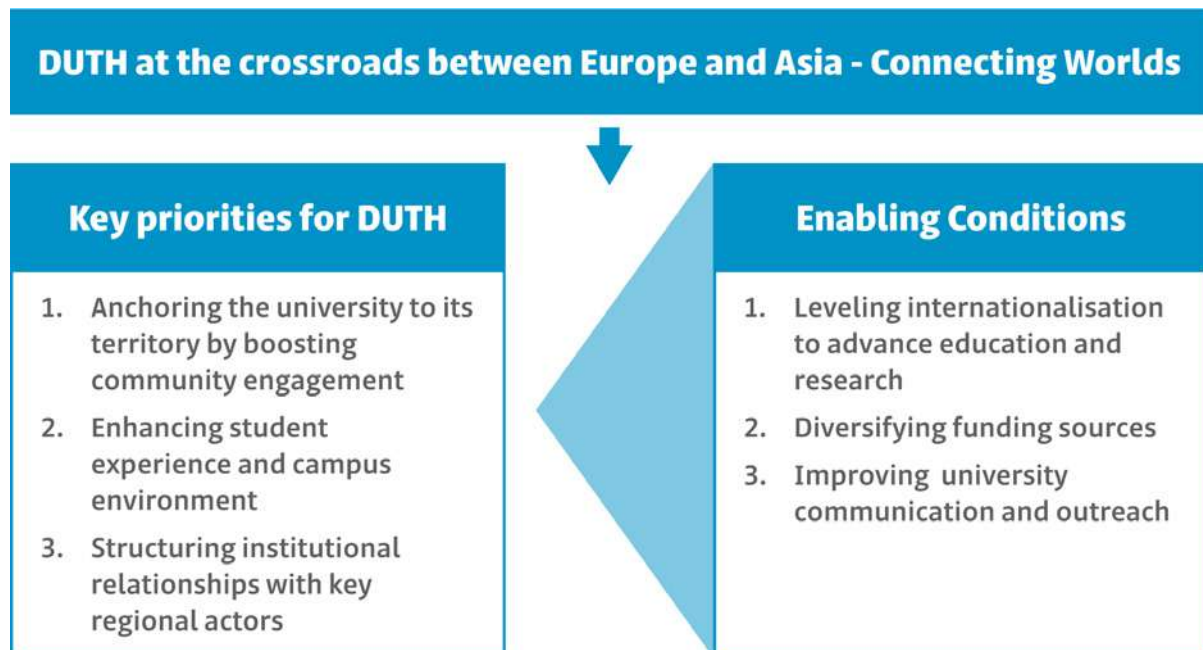 DUTH at the crossroads between Europe and Asia - Connecting Worlds
Key priorities for DUTH
1. Anchoring the university to its
territory by boosting
community engagement
2. Enhancing student
experience and campus
environment
3. Structuring institutional
relationships with key
regional actors
Enabling Conditions
1. Leveling internationalisation
to advance education and
research
2. Diversifying funding sources
3. Improving university
communication and outreach